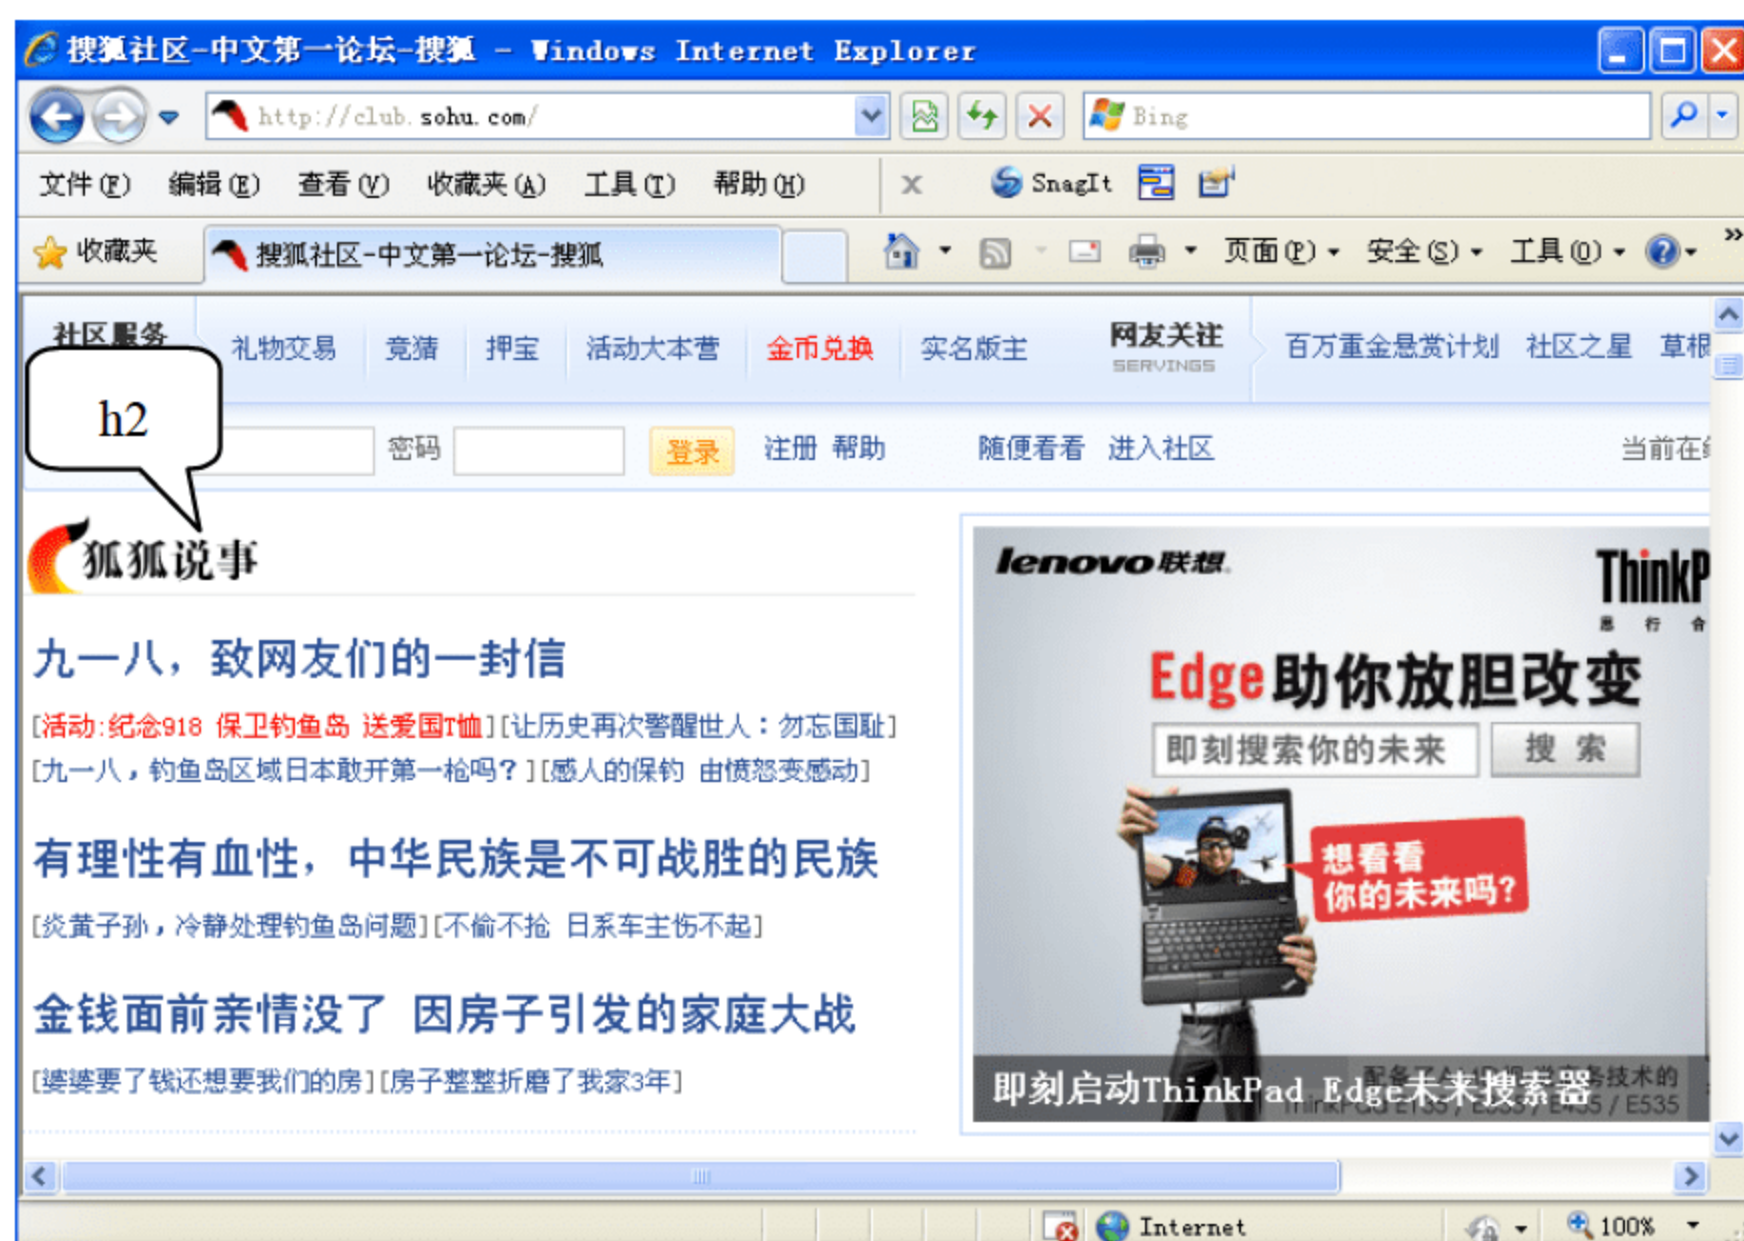 搜狐社区-中文第一论坛-搜狐 - Windows Internet Explorer
http://club.sohu.com/
Bing
文件(F) 编辑(E) 查看(V) 收藏夹(A) 工具(T) 帮助(H)
x SnagIt
收藏夹 搜狐社区-中文第一论坛-搜狐
页面(P) 安全(S) 工具(O) »
社区服务 礼物交易 竞猜 押宝 活动大本营 金币兑换 实名版主 网友关注 百万重金悬赏计划 社区之星 草根
SERVINGS
h2
密码 登录 注册 帮助 随便看看 进入社区 当前在
狐狐说事
九一八，致网友们的一封信
[活动:纪念918 保卫钓鱼岛 送爱国T恤][让历史再次警醒世人：勿忘国耻]
[九一八，钓鱼岛区域日本敢开第一枪吗？][感人的保钓 由愤怒变感动]
有理性有血性，中华民族是不可战胜的民族
[炎黄子孙，冷静处理钓鱼岛问题][不偷不抢 日系车主伤不起]
金钱面前亲情没了 因房子引发的家庭大战
[婆婆要了钱还想要我们的房][房子整整折磨了我家3年]
lenovo联想
ThinkP
思 行 合
Edge助你放胆改变
即刻搜索你的未来 搜 索
想看看
你的未来吗?
即刻启动ThinkPad Edge未来搜索器
Internet 100%